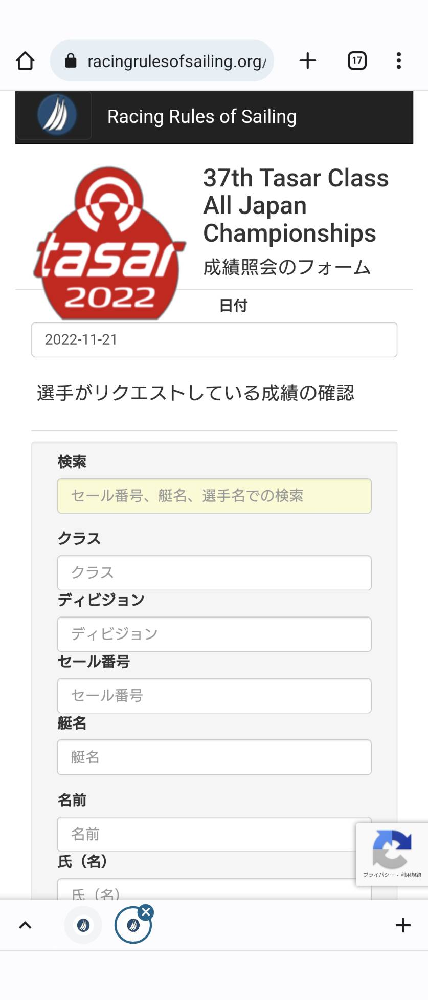 racingrulesofsailing.org/
17
Racing Rules of Sailing
tasar
2022
37th Tasar Class
All Japan
Championships
成績照会のフォーム
日付
2022-11-21
選手がリクエストしている成績の確認
検索
セール番号、艇名、選手名での検索
クラス
クラス
ディビジョン
ディビジョン
セール番号
セール番号
艇名
艇名
名前
名前
氏（名）
氏（名）
プライバシー - 利用規約